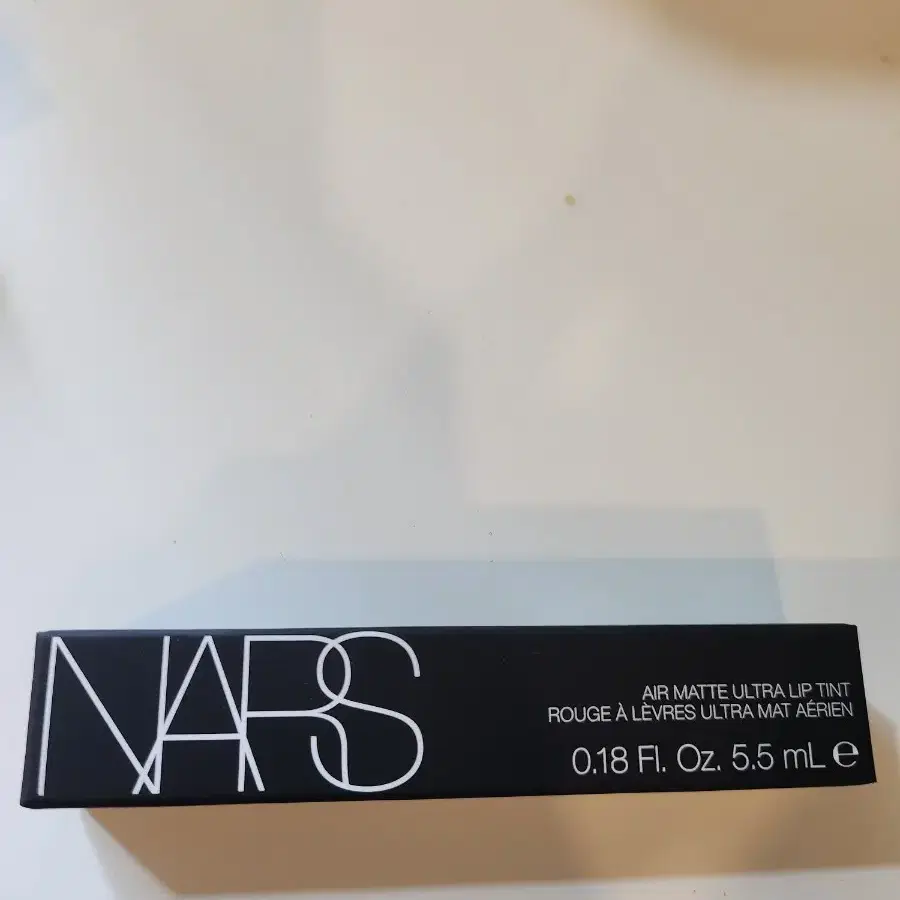 NARS
AIR MATTE ULTRA LIP TINT
ROUGE À LÈVRES ULTRA MAT AÉRIEN
0.18 Fl. Oz. 5.5 mL ℮